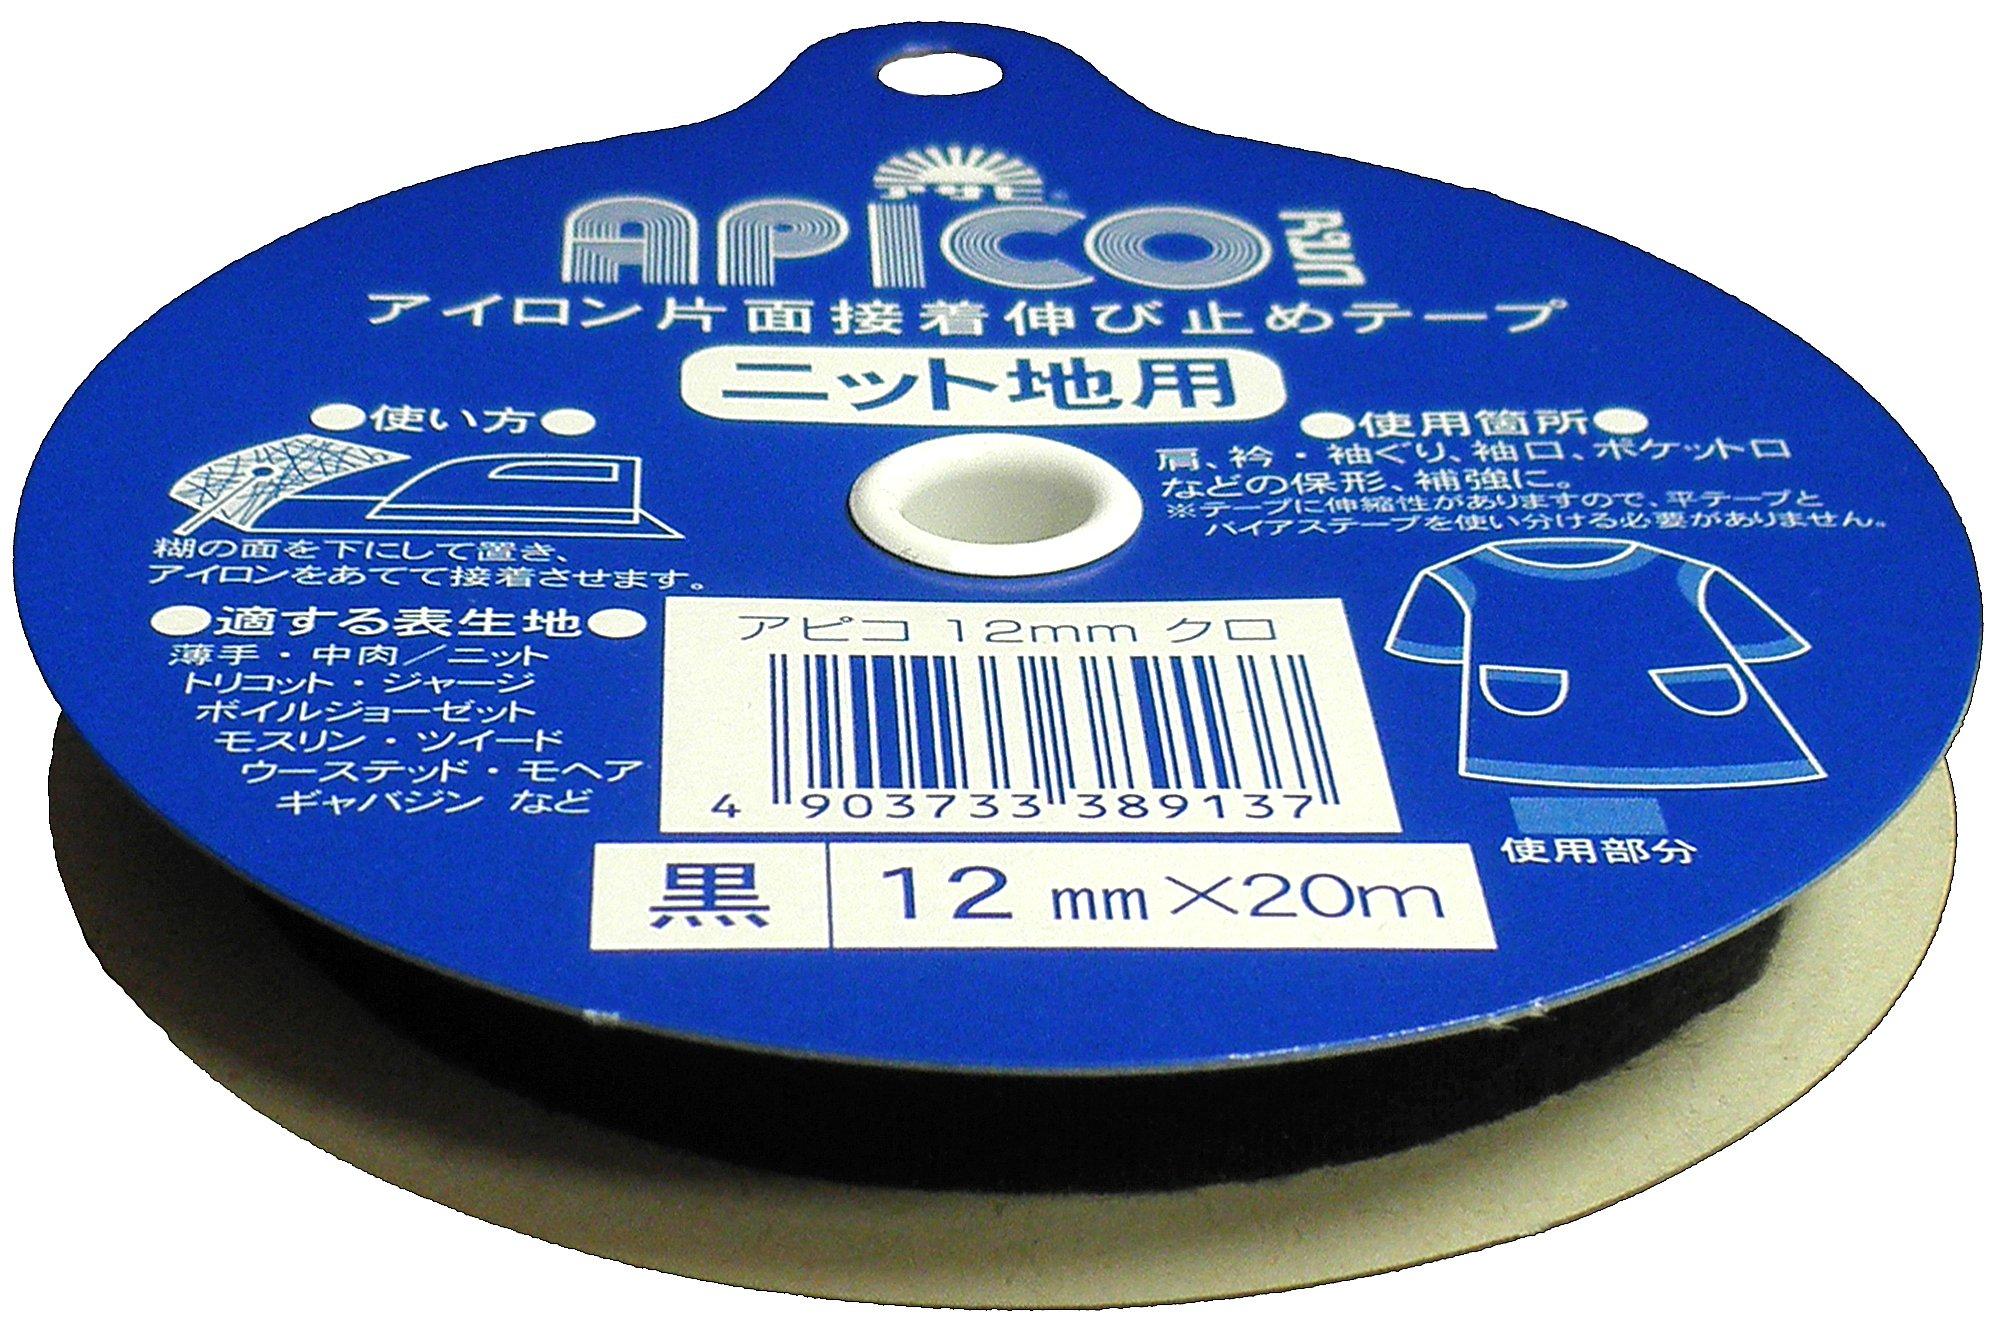 APICO
アイロン片面接着伸び止めテープ
ニット地用
●使い方●
糊の面を下にして置き、
アイロンをあてて接着させます。
●適する表生地●
薄手・中肉/ニット
トリコット・ジャージ
ボイルジョーゼット
モスリン・ツイード
ウーステッド・モヘア
ギャバジン など
●使用箇所●
肩、衿・袖ぐり、袖口、ポケット口
などの保形、補強に。
※テープに伸縮性がありますので、平テープと
バイアステープを使い分ける必要がありません。
使用部分
アピコ 12mm クロ
4 903733 389137
黒 12 mm×20m